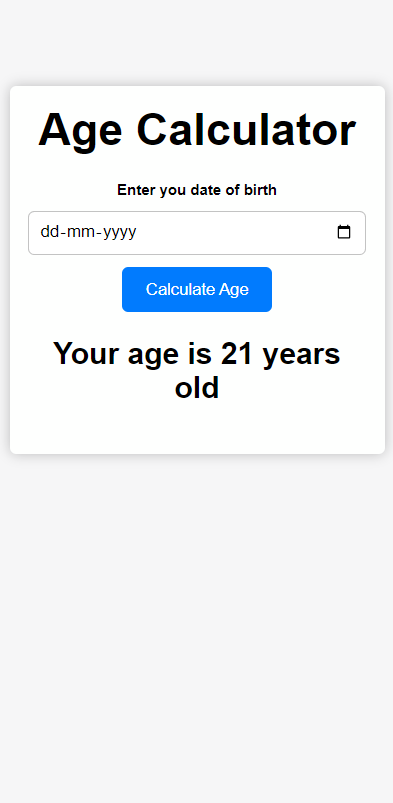 Age Calculator
Enter you date of birth
dd-mm-yyyy
Calculate Age
Your age is 21 years
old